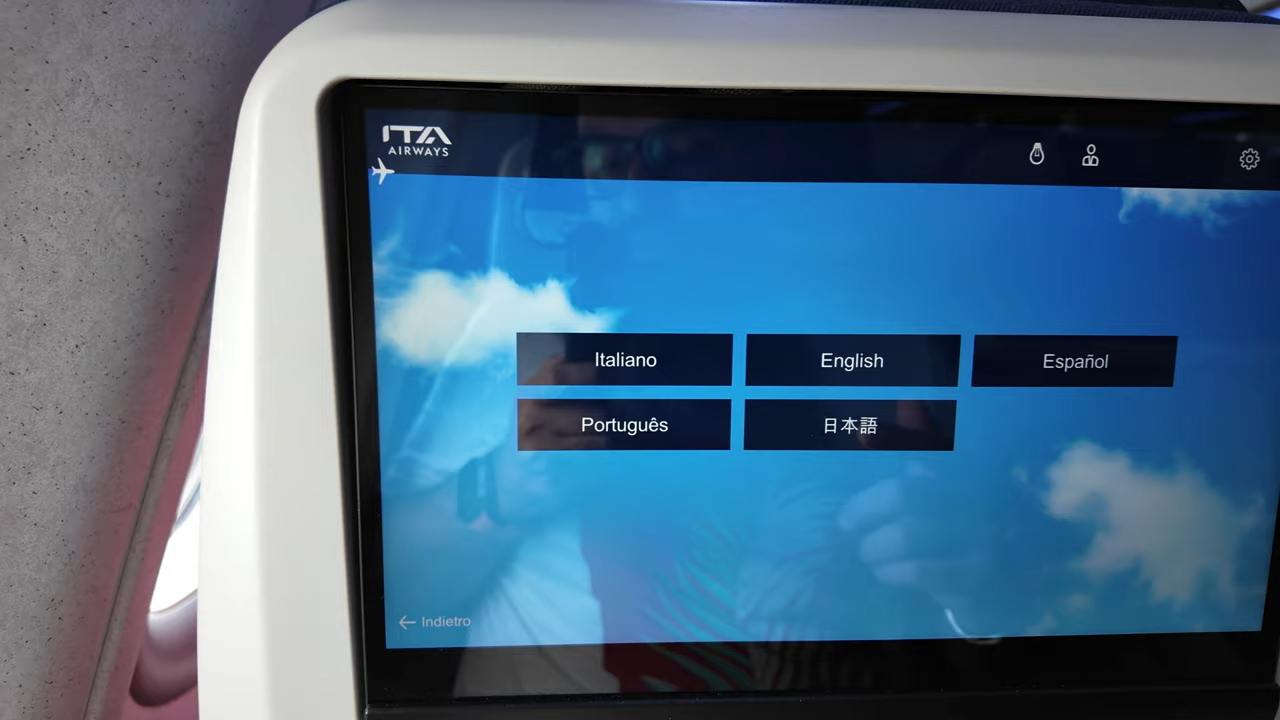 ITA
AIRWAYS
Italiano
English
Español
Português
日本語
Indietro